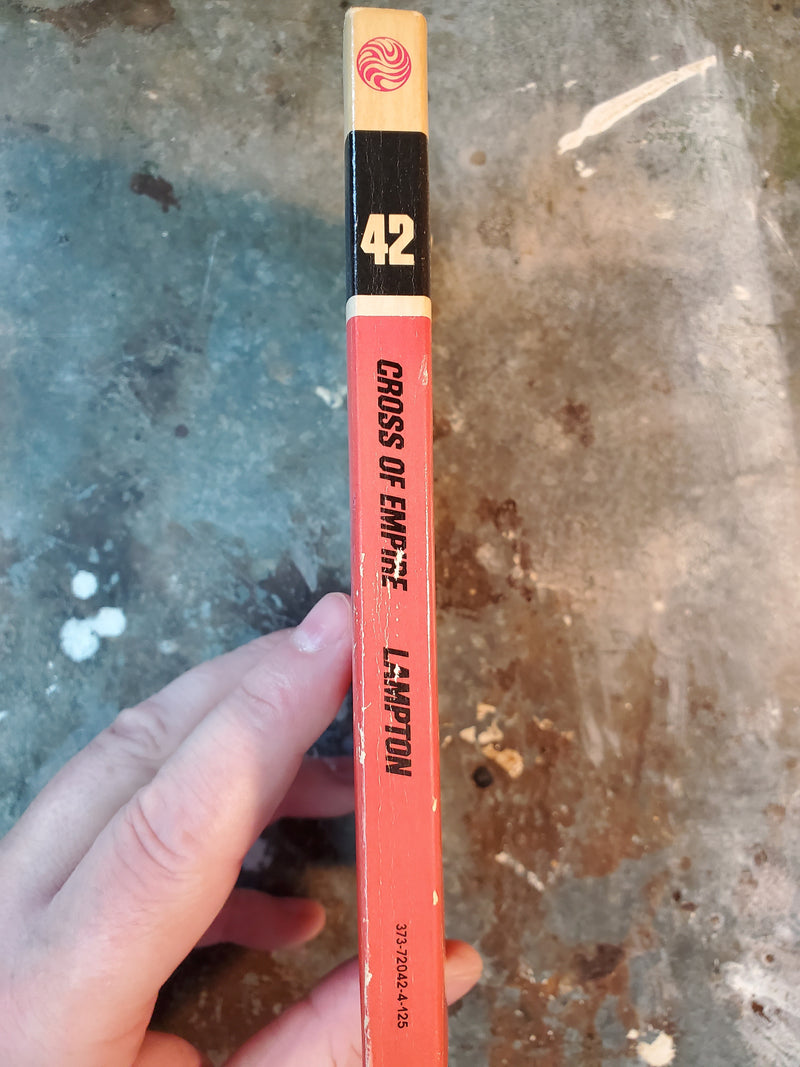 42
CROSS OF EMPIRE LAMPTON
373-72042-4-125